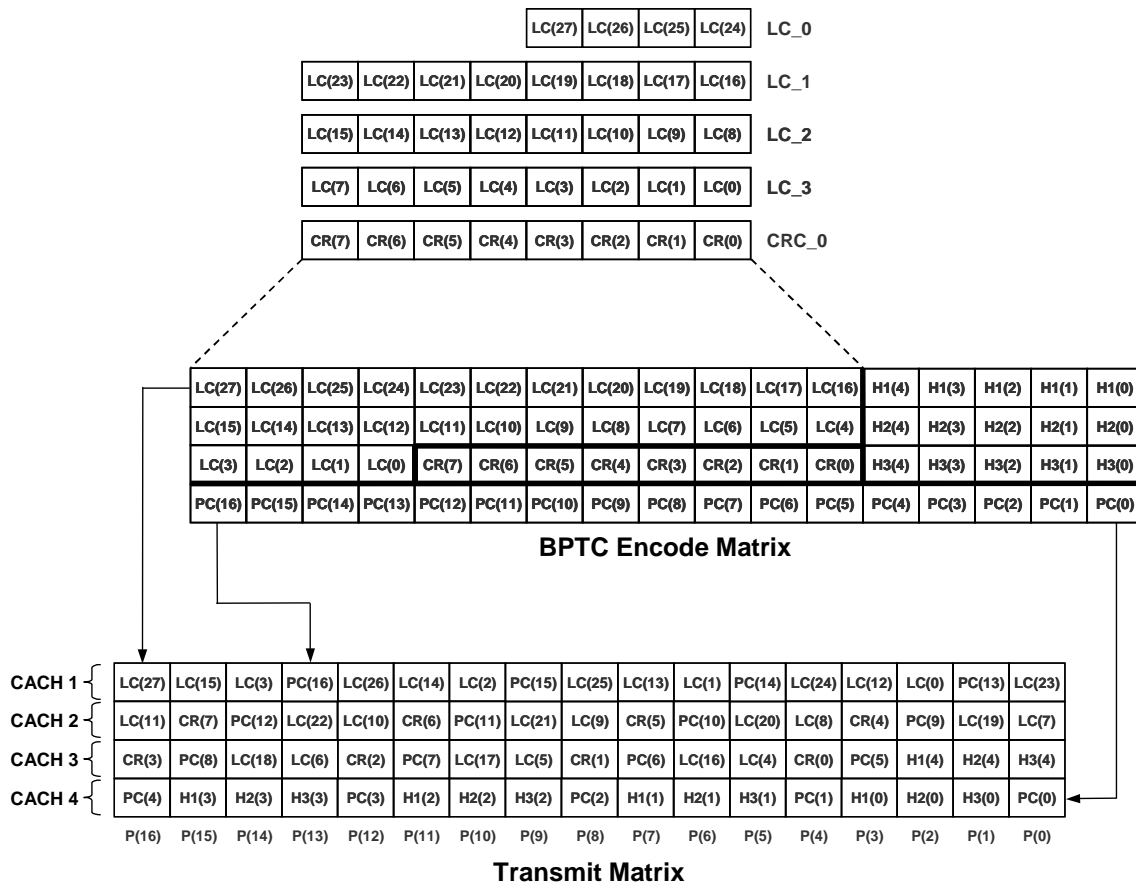 LC(27) LC(26) LC(25) LC(24) LC_0
LC(23) LC(22) LC(21) LC(20) LC(19) LC(18) LC(17) LC(16) LC_1
LC(15) LC(14) LC(13) LC(12) LC(11) LC(10) LC(9) LC(8) LC_2
LC(7) LC(6) LC(5) LC(4) LC(3) LC(2) LC(1) LC(0) LC_3
CR(7) CR(6) CR(5) CR(4) CR(3) CR(2) CR(1) CR(0) CRC_0
LC(27) LC(26) LC(25) LC(24) LC(23) LC(22) LC(21) LC(20) LC(19) LC(18) LC(17) LC(16) H1(4) H1(3) H1(2) H1(1) H1(0)
LC(15) LC(14) LC(13) LC(12) LC(11) LC(10) LC(9) LC(8) LC(7) LC(6) LC(5) LC(4) H2(4) H2(3) H2(2) H2(1) H2(0)
LC(3) LC(2) LC(1) LC(0) CR(7) CR(6) CR(5) CR(4) CR(3) CR(2) CR(1) CR(0) H3(4) H3(3) H3(2) H3(1) H3(0)
PC(16) PC(15) PC(14) PC(13) PC(12) PC(11) PC(10) PC(9) PC(8) PC(7) PC(6) PC(5) PC(4) PC(3) PC(2) PC(1) PC(0)
BPTC Encode Matrix
CACH 1 LC(27) LC(15) LC(3) PC(16) LC(26) LC(14) LC(2) PC(15) LC(25) LC(13) LC(1) PC(14) LC(24) LC(12) LC(0) PC(13) LC(23)
CACH 2 LC(11) CR(7) PC(12) LC(22) LC(10) CR(6) PC(11) LC(21) LC(9) CR(5) PC(10) LC(20) LC(8) CR(4) PC(9) LC(19) LC(7)
CACH 3 CR(3) PC(8) LC(18) LC(6) CR(2) PC(7) LC(17) LC(5) CR(1) PC(6) LC(16) LC(4) CR(0) PC(5) H1(4) H2(4) H3(4)
CACH 4 PC(4) H1(3) H2(3) H3(3) PC(3) H1(2) H2(2) H3(2) PC(2) H1(1) H2(1) H3(1) PC(1) H1(0) H2(0) H3(0) PC(0)
P(16) P(15) P(14) P(13) P(12) P(11) P(10) P(9) P(8) P(7) P(6) P(5) P(4) P(3) P(2) P(1) P(0)
Transmit Matrix